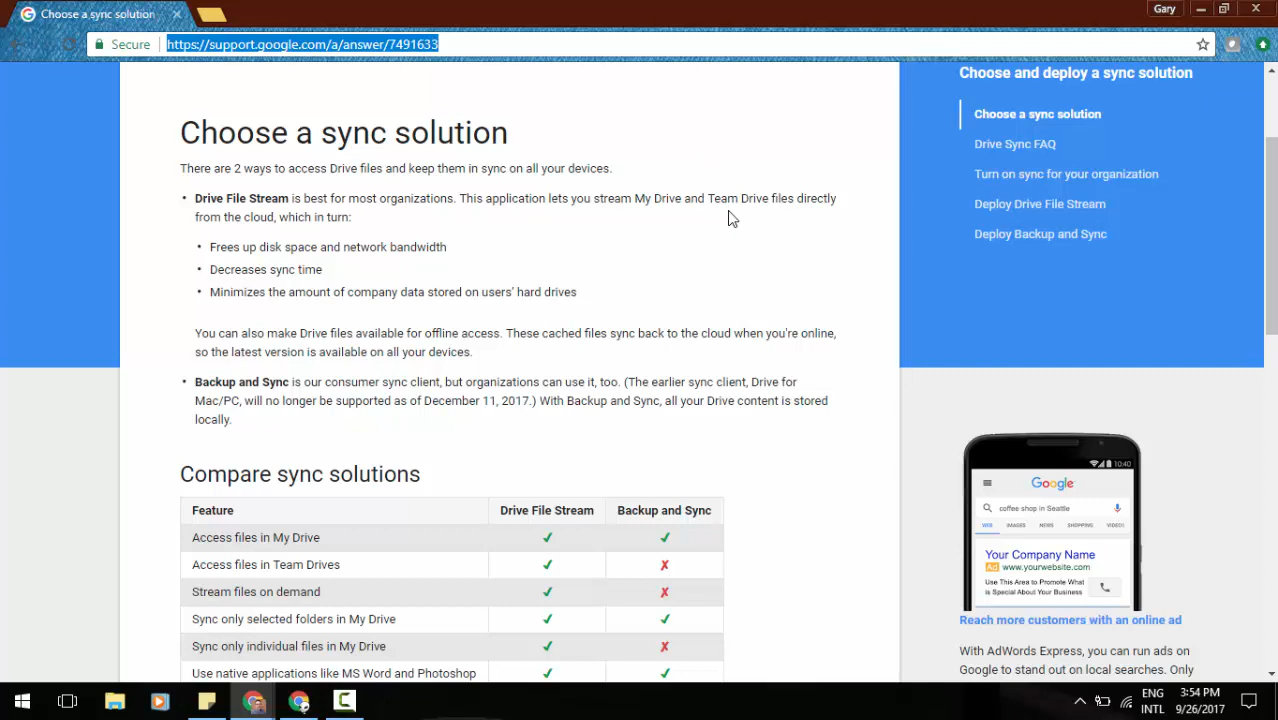 Choose a sync solution
Gary
Secure
https://support.google.com/a/answer/7491633
Choose a sync solution
There are 2 ways to access Drive files and keep them in sync on all your devices.
• Drive File Stream is best for most organizations. This application lets you stream My Drive and Team Drive files directly
from the cloud, which in turn:
• Frees up disk space and network bandwidth
• Decreases sync time
• Minimizes the amount of company data stored on users' hard drives
You can also make Drive files available for offline access. These cached files sync back to the cloud when you're online,
so the latest version is available on all your devices.
• Backup and Sync is our consumer sync client, but organizations can use it, too. (The earlier sync client, Drive for
Mac/PC, will no longer be supported as of December 11, 2017.) With Backup and Sync, all your Drive content is stored
locally.
Compare sync solutions
Feature Drive File Stream Backup and Sync
Access files in My Drive ✓ ✓
Access files in Team Drives ✓ ✗
Stream files on demand ✓ ✗
Sync only selected folders in My Drive ✓ ✓
Sync only individual files in My Drive ✓ ✗
Use native applications like MS Word and Photoshop ✓ ✓
Choose and deploy a sync solution
Choose a sync solution
Drive Sync FAQ
Turn on sync for your organization
Deploy Drive File Stream
Deploy Backup and Sync
10:40
Google
coffee shop in Seattle
WEB IMAGES NEWS SHOPPING VIDEOS
Your Company Name
Ad www.yourwebsite.com
Use This Area to Promote What
is Special About Your Business
Reach more customers with an online ad
With AdWords Express, you can run ads on
Google to stand out on local searches. Only
ENG
INTL
3:54 PM
9/26/2017